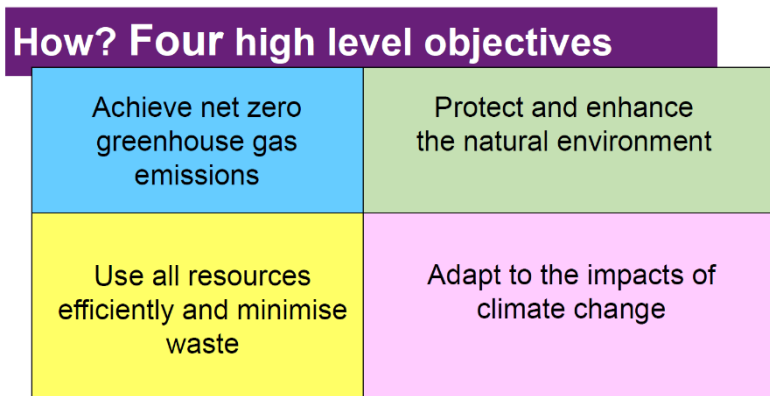 How? Four high level objectives
Achieve net zero
greenhouse gas
emissions
Protect and enhance
the natural environment
Use all resources
efficiently and minimise
waste
Adapt to the impacts of
climate change